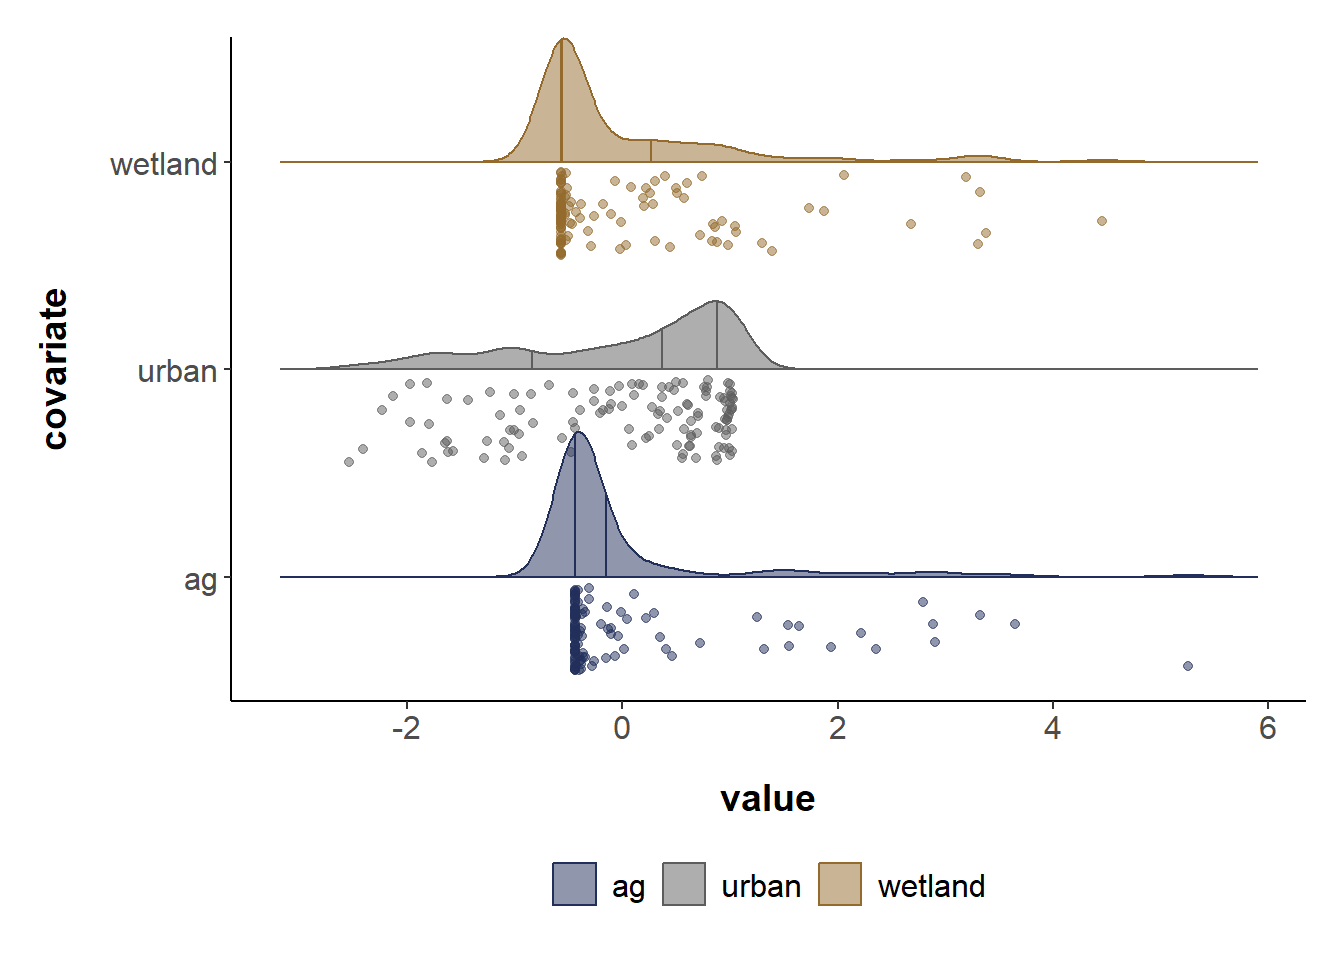 covariate
wetland
urban
ag
-2 0 2 4 6
value
ag urban wetland